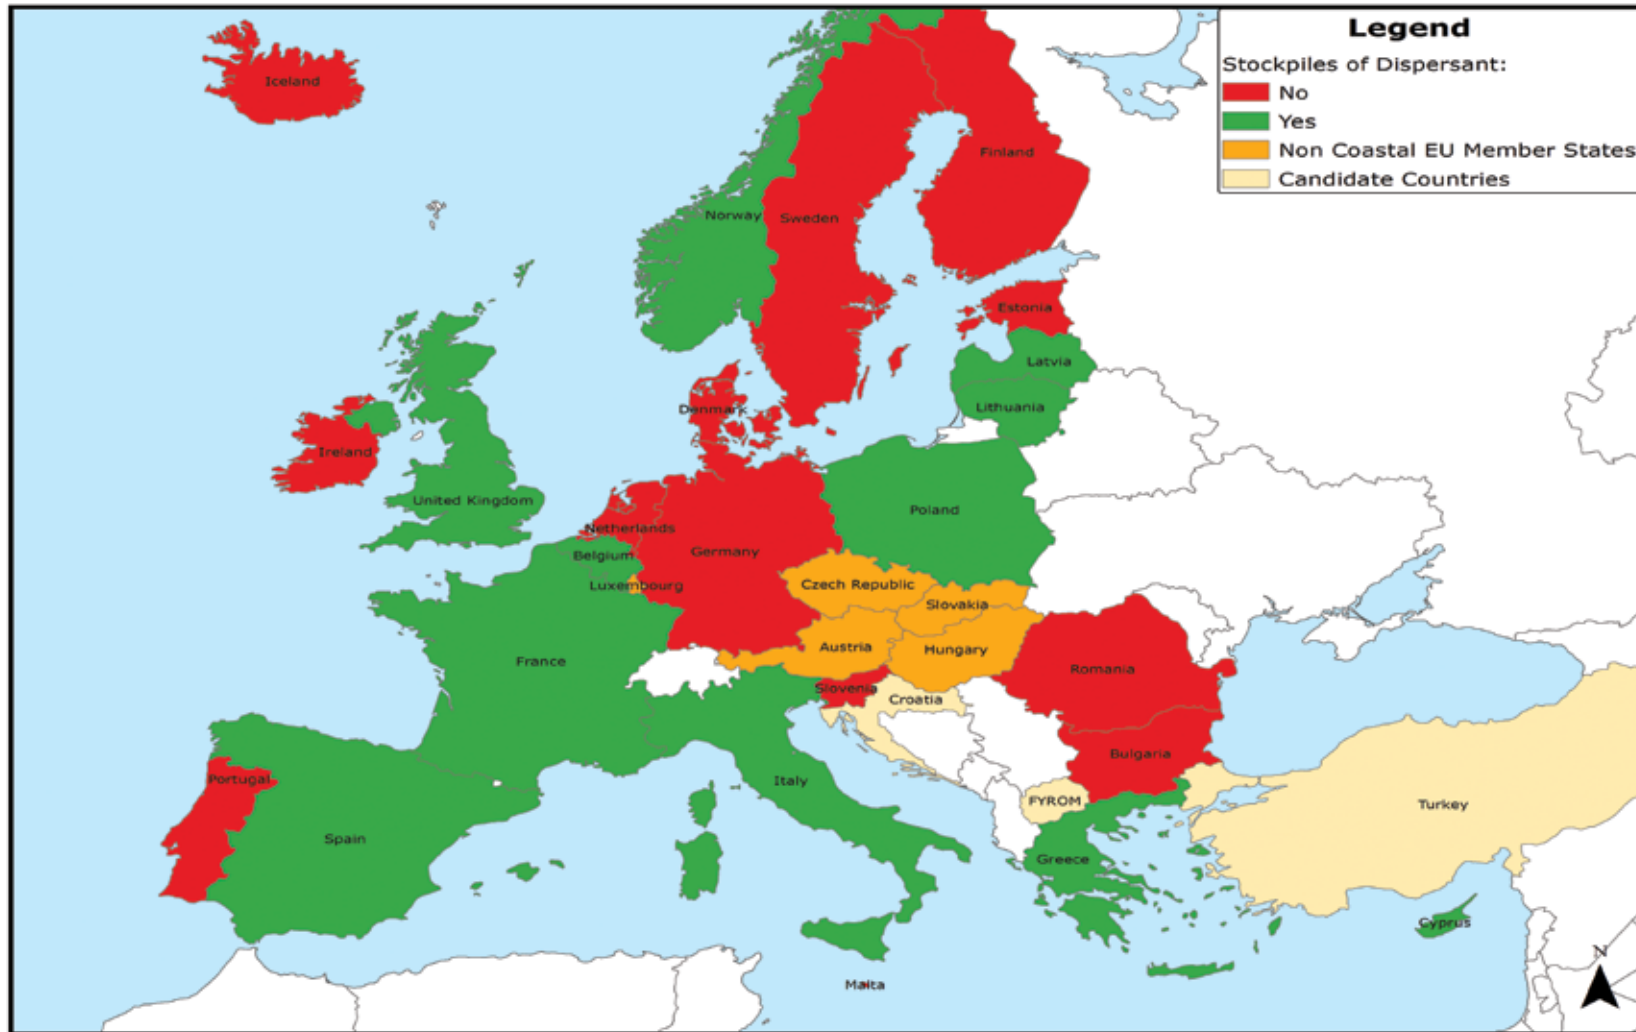 Legend
Stockpiles of Dispersant:
No
Yes
Non Coastal EU Member States
Candidate Countries
Iceland
Finland
Norway
Sweden
Estonia
Latvia
Denmark
Lithuania
Ireland
United Kingdom
Poland
Netherlands
Germany
Belgium
Luxembourg
Czech Republic
Slovakia
Austria
Hungary
France
Romania
Slovenia
Croatia
Bulgaria
Portugal
Italy
FYROM
Turkey
Spain
Greece
Cyprus
N
Malta